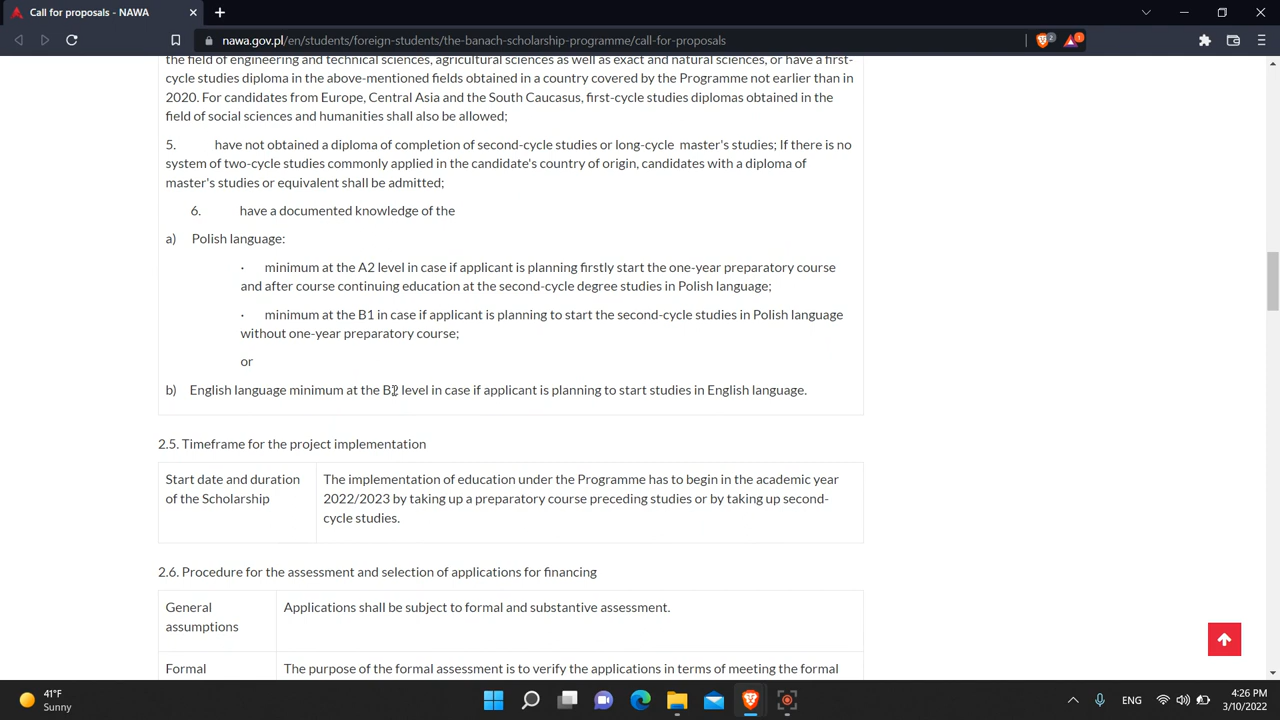 Call for proposals - NAWA
nawa.gov.pl/en/students/foreign-students/the-banach-scholarship-programme/call-for-proposals
2
1
the field of engineering and technical sciences, agricultural sciences as well as exact and natural sciences, or have a first-
cycle studies diploma in the above-mentioned fields obtained in a country covered by the Programme not earlier than in
2020. For candidates from Europe, Central Asia and the South Caucasus, first-cycle studies diplomas obtained in the
field of social sciences and humanities shall also be allowed;
5. have not obtained a diploma of completion of second-cycle studies or long-cycle master's studies; If there is no
system of two-cycle studies commonly applied in the candidate's country of origin, candidates with a diploma of
master's studies or equivalent shall be admitted;
6. have a documented knowledge of the
a) Polish language:
· minimum at the A2 level in case if applicant is planning firstly start the one-year preparatory course
and after course continuing education at the second-cycle degree studies in Polish language;
· minimum at the B1 in case if applicant is planning to start the second-cycle studies in Polish language
without one-year preparatory course;
or
b) English language minimum at the B2 level in case if applicant is planning to start studies in English language.
2.5. Timeframe for the project implementation
Start date and duration
of the Scholarship
The implementation of education under the Programme has to begin in the academic year
2022/2023 by taking up a preparatory course preceding studies or by taking up second-
cycle studies.
2.6. Procedure for the assessment and selection of applications for financing
General
assumptions
Applications shall be subject to formal and substantive assessment.
Formal
The purpose of the formal assessment is to verify the applications in terms of meeting the formal
41°F
Sunny
ENG
4:26 PM
3/10/2022